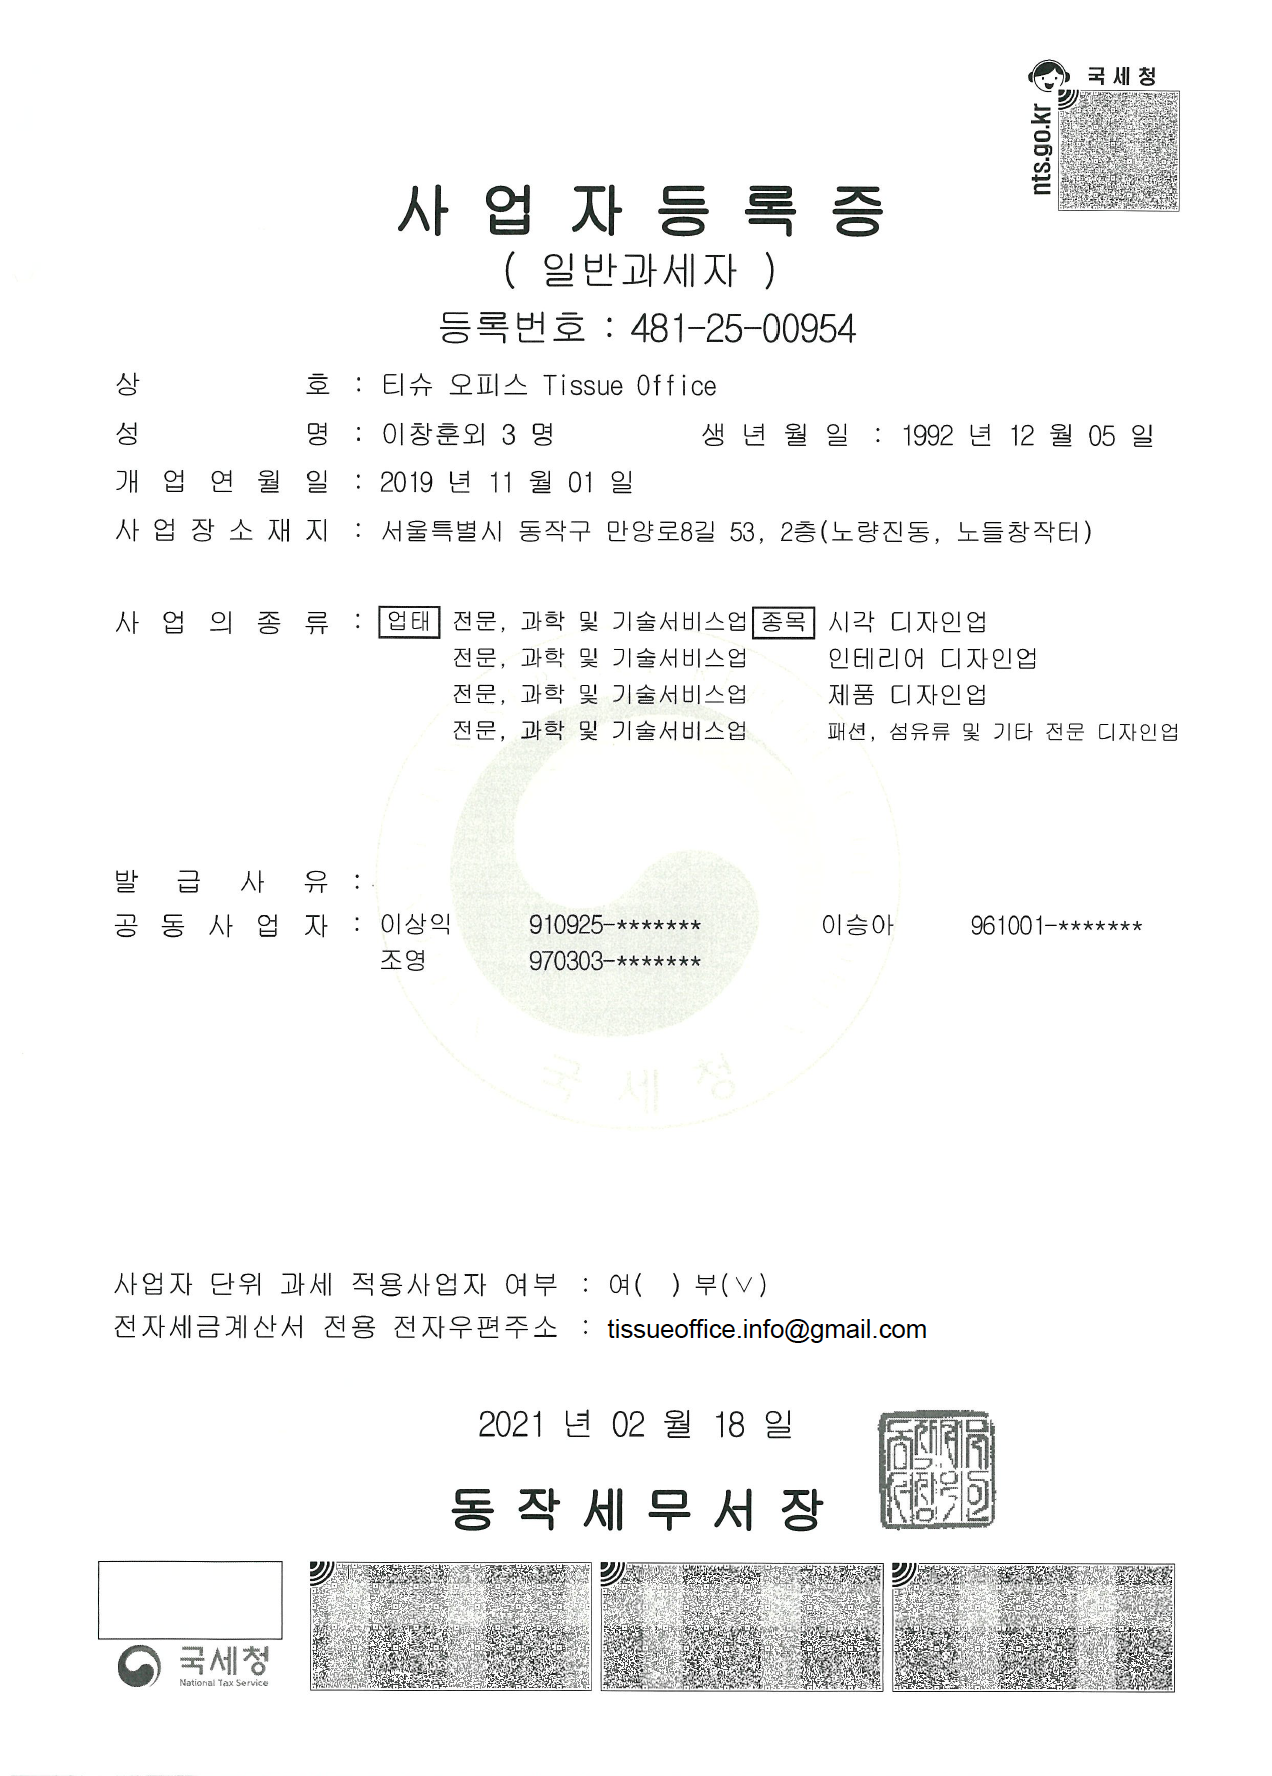 국세청
nts.go.kr
사업자등록증
( 일반과세자 )
등록번호 : 481-25-00954
상 호 : 티슈 오피스 Tissue Office
성 명 : 이창훈외 3 명 생 년 월 일 : 1992 년 12 월 05 일
개 업 연 월 일 : 2019 년 11 월 01 일
사 업 장 소 재 지 : 서울특별시 동작구 만양로8길 53, 2층(노량진동, 노들창작터)
사 업 의 종 류 : 업태 전문, 과학 및 기술서비스업 종목 시각 디자인업
전문, 과학 및 기술서비스업 인테리어 디자인업
전문, 과학 및 기술서비스업 제품 디자인업
전문, 과학 및 기술서비스업 패션, 섬유류 및 기타 전문 디자인업
발 급 사 유 :
공 동 사 업 자 : 이상익 910925-******* 이승아 961001-*******
조영 970303-*******
국세청
사업자 단위 과세 적용사업자 여부 : 여( ) 부(∨)
전자세금계산서 전용 전자우편주소 : tissueoffice.info@gmail.com
2021 년 02 월 18 일
동작세무서장
국세청
National Tax Service